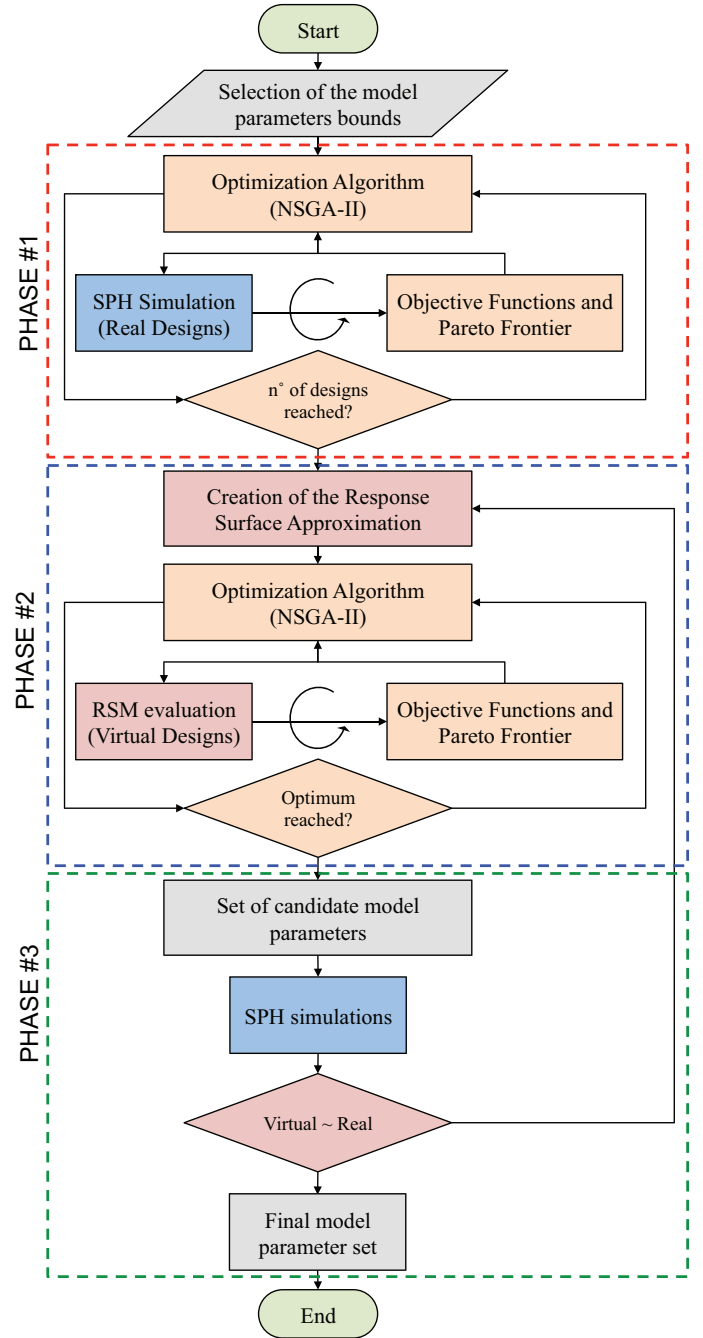 Start
Selection of the model
parameters bounds
PHASE #1
Optimization Algorithm
(NSGA-II)
SPH Simulation
(Real Designs)
Objective Functions and
Pareto Frontier
n° of designs
reached?
PHASE #2
Creation of the Response
Surface Approximation
Optimization Algorithm
(NSGA-II)
RSM evaluation
(Virtual Designs)
Objective Functions and
Pareto Frontier
Optimum
reached?
PHASE #3
Set of candidate model
parameters
SPH simulations
Virtual ~ Real
Final model
parameter set
End